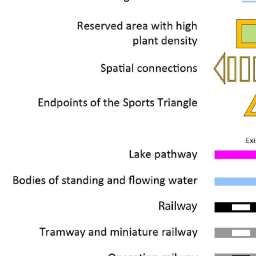 Reserved area with high
plant density
Spatial connections
Endpoints of the Sports Triangle
Exi
Lake pathway
Bodies of standing and flowing water
Railway
Tramway and miniature railway